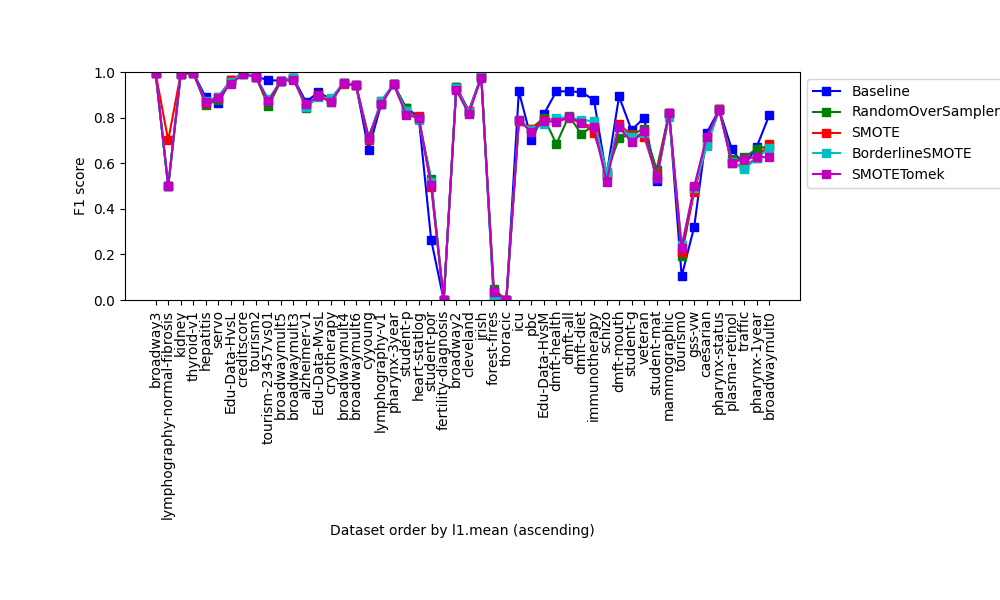 1.0
0.8
0.6
0.4
0.2
0.0
F1 score
Baseline
RandomOverSampler
SMOTE
BorderlineSMOTE
SMOTETomek
broadway3
lymphography-normal-fibrosis
kidney
thyroid-v1
hepatitis
servo
Edu-Data-HvsL
creditscore
tourism2
tourism-23457vs01
broadwaymult5
broadwaymult3
alzheimer-v1
Edu-Data-MvsL
cryotherapy
broadwaymult4
broadwaymult6
cyyoung
lymphography-v1
pharynx-3year
student-p
heart-statlog
student-por
fertility-diagnosis
broadway2
cleveland
irish
forest-fires
thoracic
icu
pbc
Edu-Data-HvsM
dmft-health
dmft-all
dmft-diet
immunotherapy
schizo
dmft-mouth
student-g
veteran
student-mat
mammographic
tourism0
gss-vw
caesarian
pharynx-status
plasma-retinol
traffic
pharynx-1year
broadwaymult0
Dataset order by l1.mean (ascending)